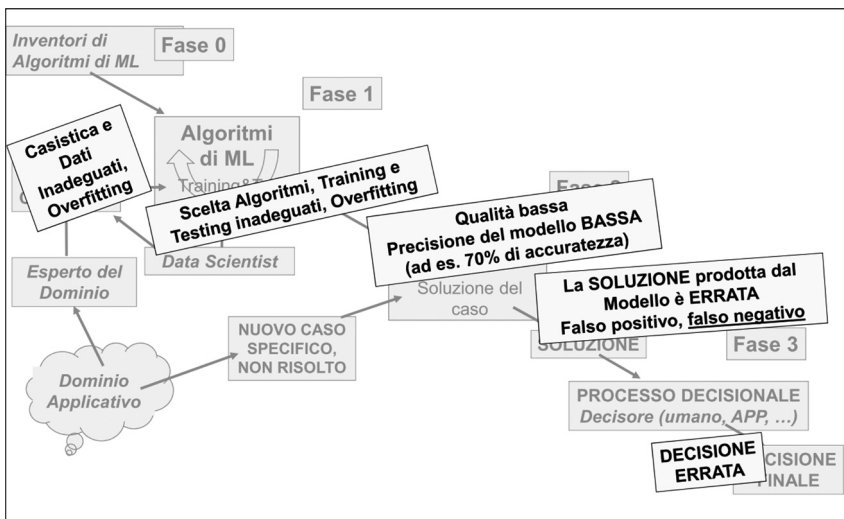 Inventori di
Algoritmi di ML
Fase 0
Fase 1
Algoritmi
di ML
Training&T
Casistica e
Dati
Inadeguati,
Overfitting
Scelta Algoritmi, Training e
Testing inadeguati, Overfitting
Data Scientist
Esperto del
Dominio
Dominio
Applicativo
NUOVO CASO
SPECIFICO,
NON RISOLTO
Qualità bassa
Precisione del modello BASSA
(ad es. 70% di accuratezza)
Soluzione del
caso
La SOLUZIONE prodotta dal
Modello è ERRATA
Falso positivo, falso negativo
SOLUZIONE
Fase 3
PROCESSO DECISIONALE
Decisore (umano, APP, …)
DECISIONE
ERRATA
CISIONE
FINALE